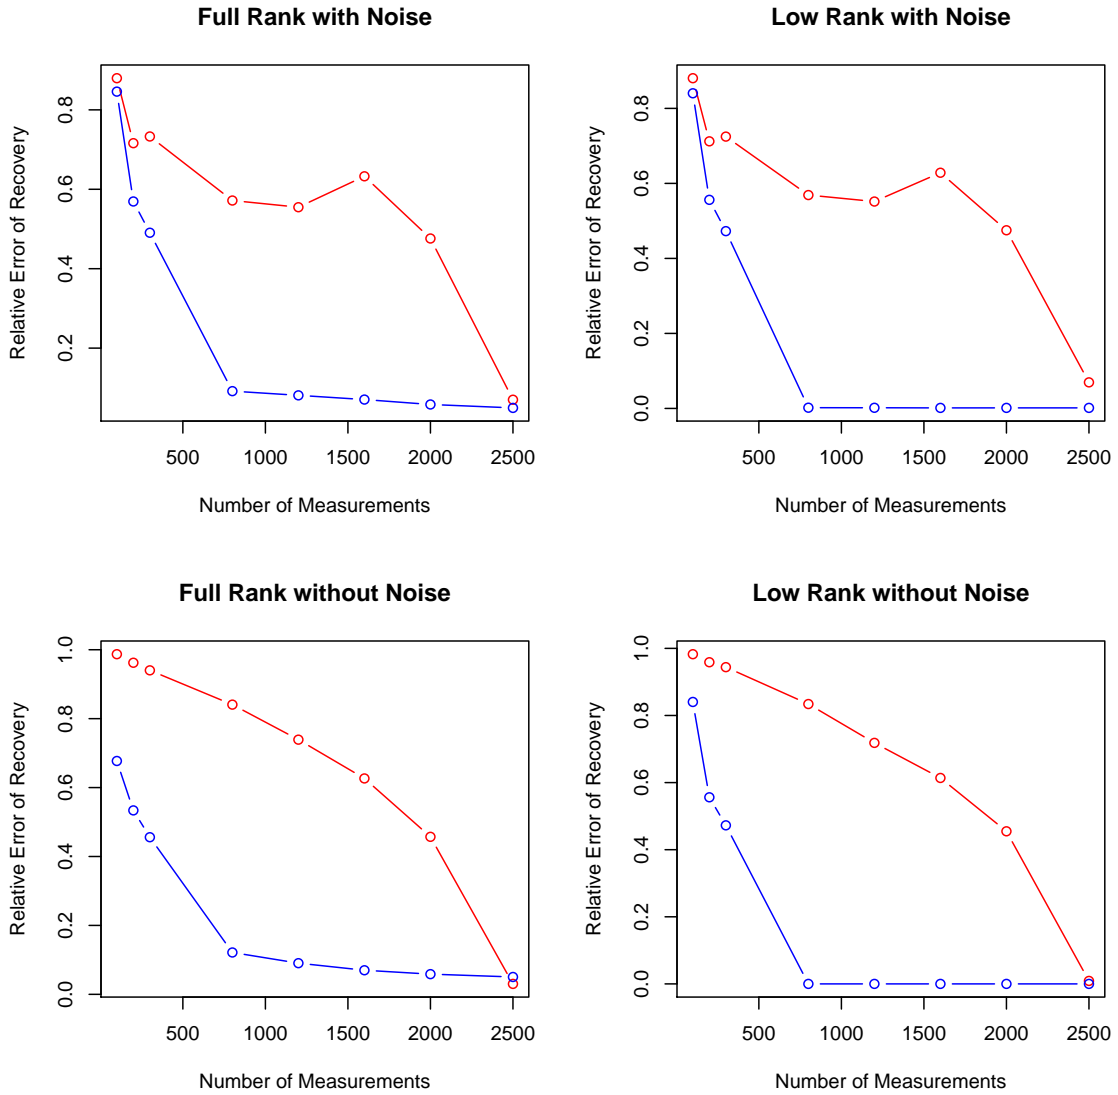 Full Rank with Noise
Relative Error of Recovery
0.2 0.4 0.6 0.8
500 1000 1500 2000 2500
Number of Measurements
Low Rank with Noise
Relative Error of Recovery
0.0 0.2 0.4 0.6 0.8
500 1000 1500 2000 2500
Number of Measurements
Full Rank without Noise
Relative Error of Recovery
0.0 0.2 0.4 0.6 0.8 1.0
500 1000 1500 2000 2500
Number of Measurements
Low Rank without Noise
Relative Error of Recovery
0.0 0.2 0.4 0.6 0.8 1.0
500 1000 1500 2000 2500
Number of Measurements